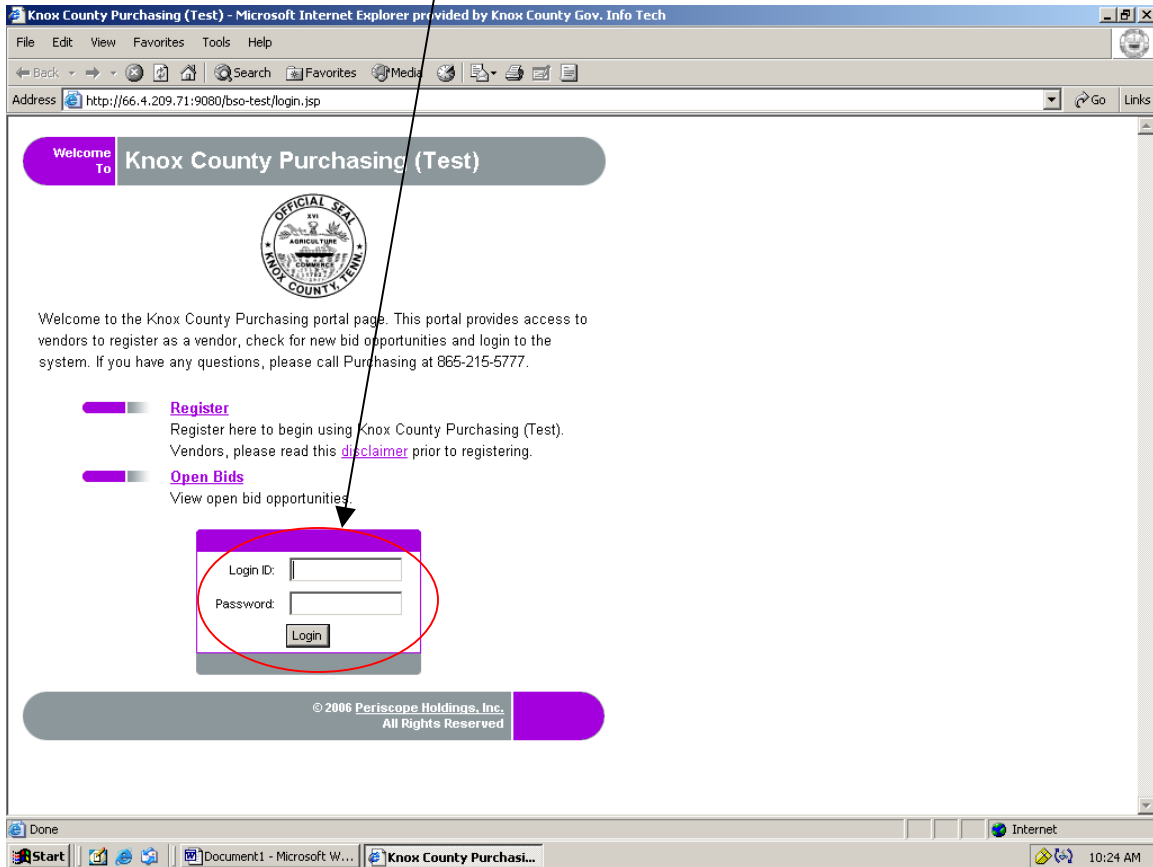 Knox County Purchasing (Test) - Microsoft Internet Explorer provided by Knox County Gov. Info Tech
File Edit View Favorites Tools Help
Back Search Favorites Media
Address http://66.4.209.71:9080/bso-test/login.jsp Go Links
Welcome
To
Knox County Purchasing (Test)
OFFICIAL SEAL
XVI
AGRICULTURE
COMMERCE
KNOX COUNTY, TENN.
Welcome to the Knox County Purchasing portal page. This portal provides access to
vendors to register as a vendor, check for new bid opportunities and login to the
system. If you have any questions, please call Purchasing at 865-215-5777.
Register
Register here to begin using Knox County Purchasing (Test).
Vendors, please read this disclaimer prior to registering.
Open Bids
View open bid opportunities.
Login ID:
Password:
Login
© 2006 Periscope Holdings, Inc.
All Rights Reserved
Done Internet
Start Document1 - Microsoft W... Knox County Purchasi... 10:24 AM